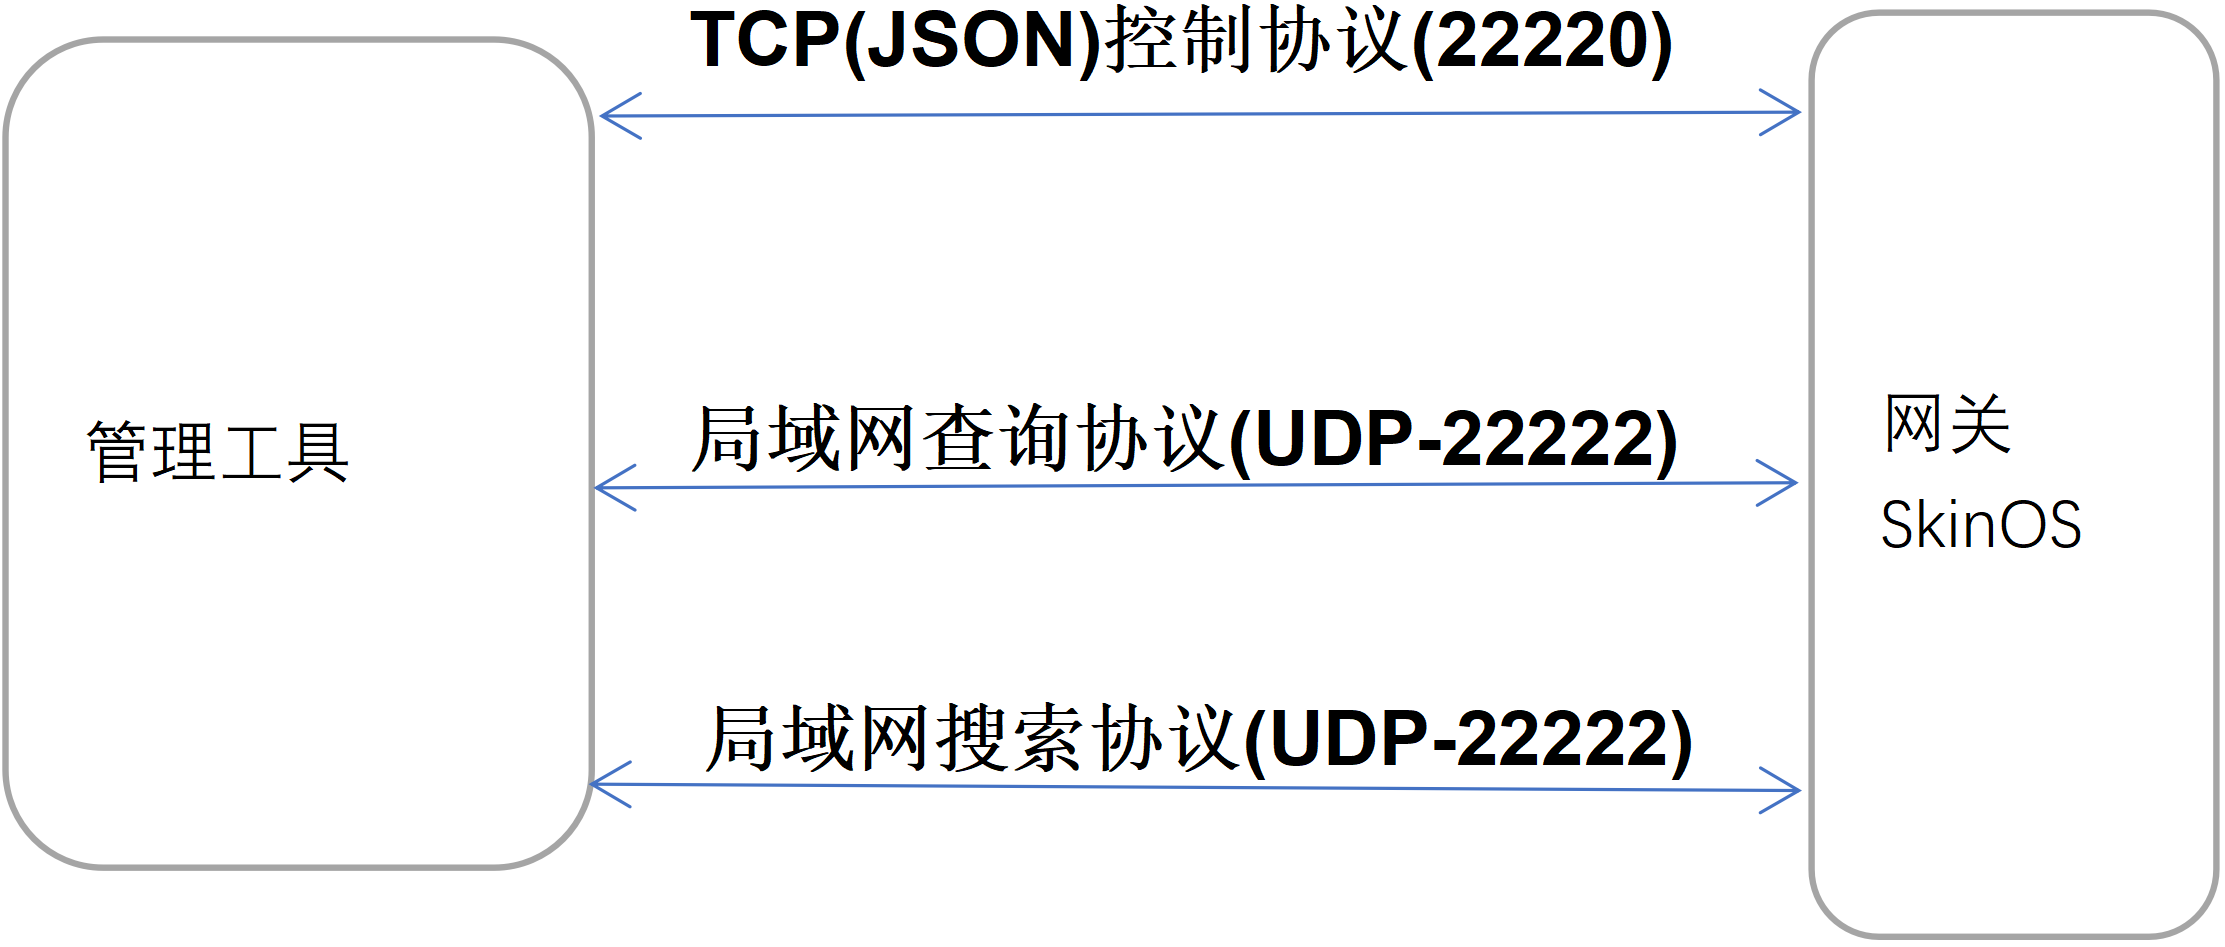 TCP(JSON)控制协议(22220)
管理工具
局域网查询协议(UDP-22222)
网关
SkinOS
局域网搜索协议(UDP-22222)